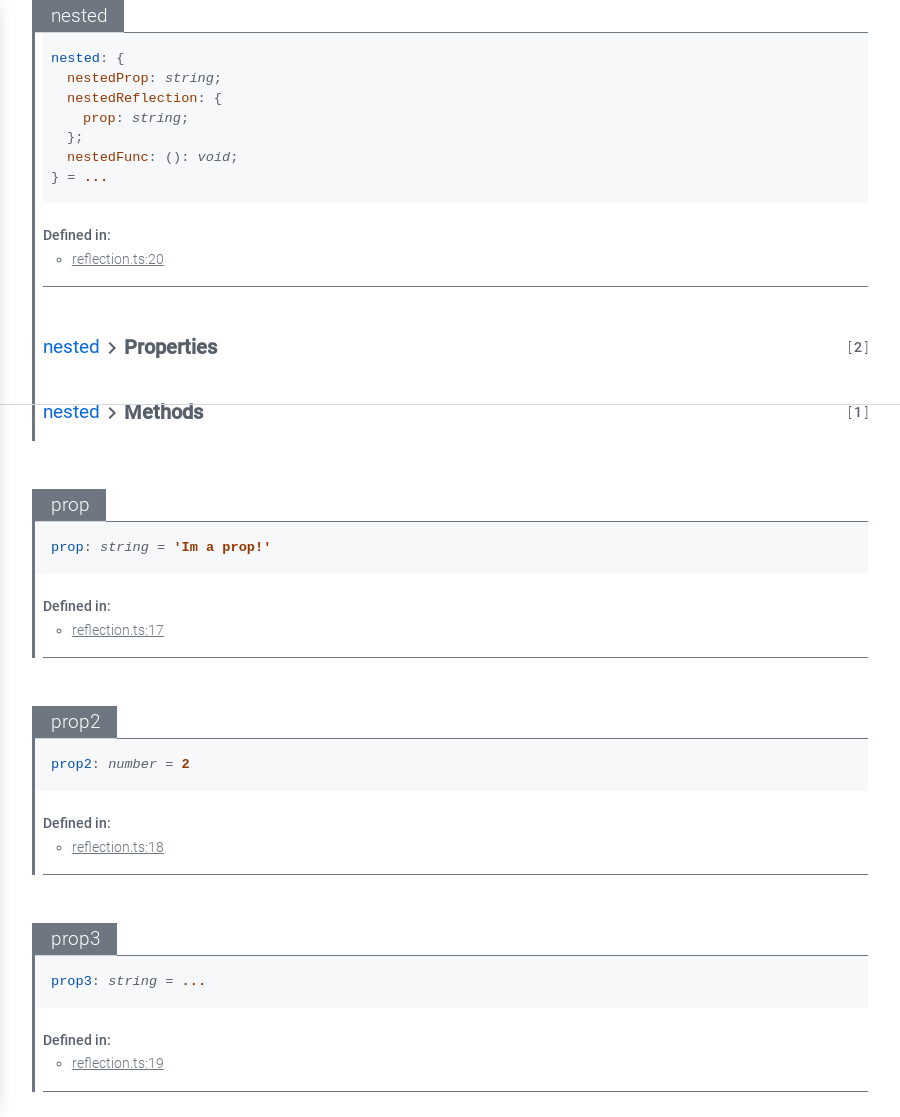 nested
nested: {
nestedProp: string;
nestedReflection: {
prop: string;
};
nestedFunc: (): void;
} = ...
Defined in:
reflection.ts:20
nested > Properties [2]
nested > Methods [1]
prop
prop: string = 'Im a prop!'
Defined in:
reflection.ts:17
prop2
prop2: number = 2
Defined in:
reflection.ts:18
prop3
prop3: string = ...
Defined in:
reflection.ts:19